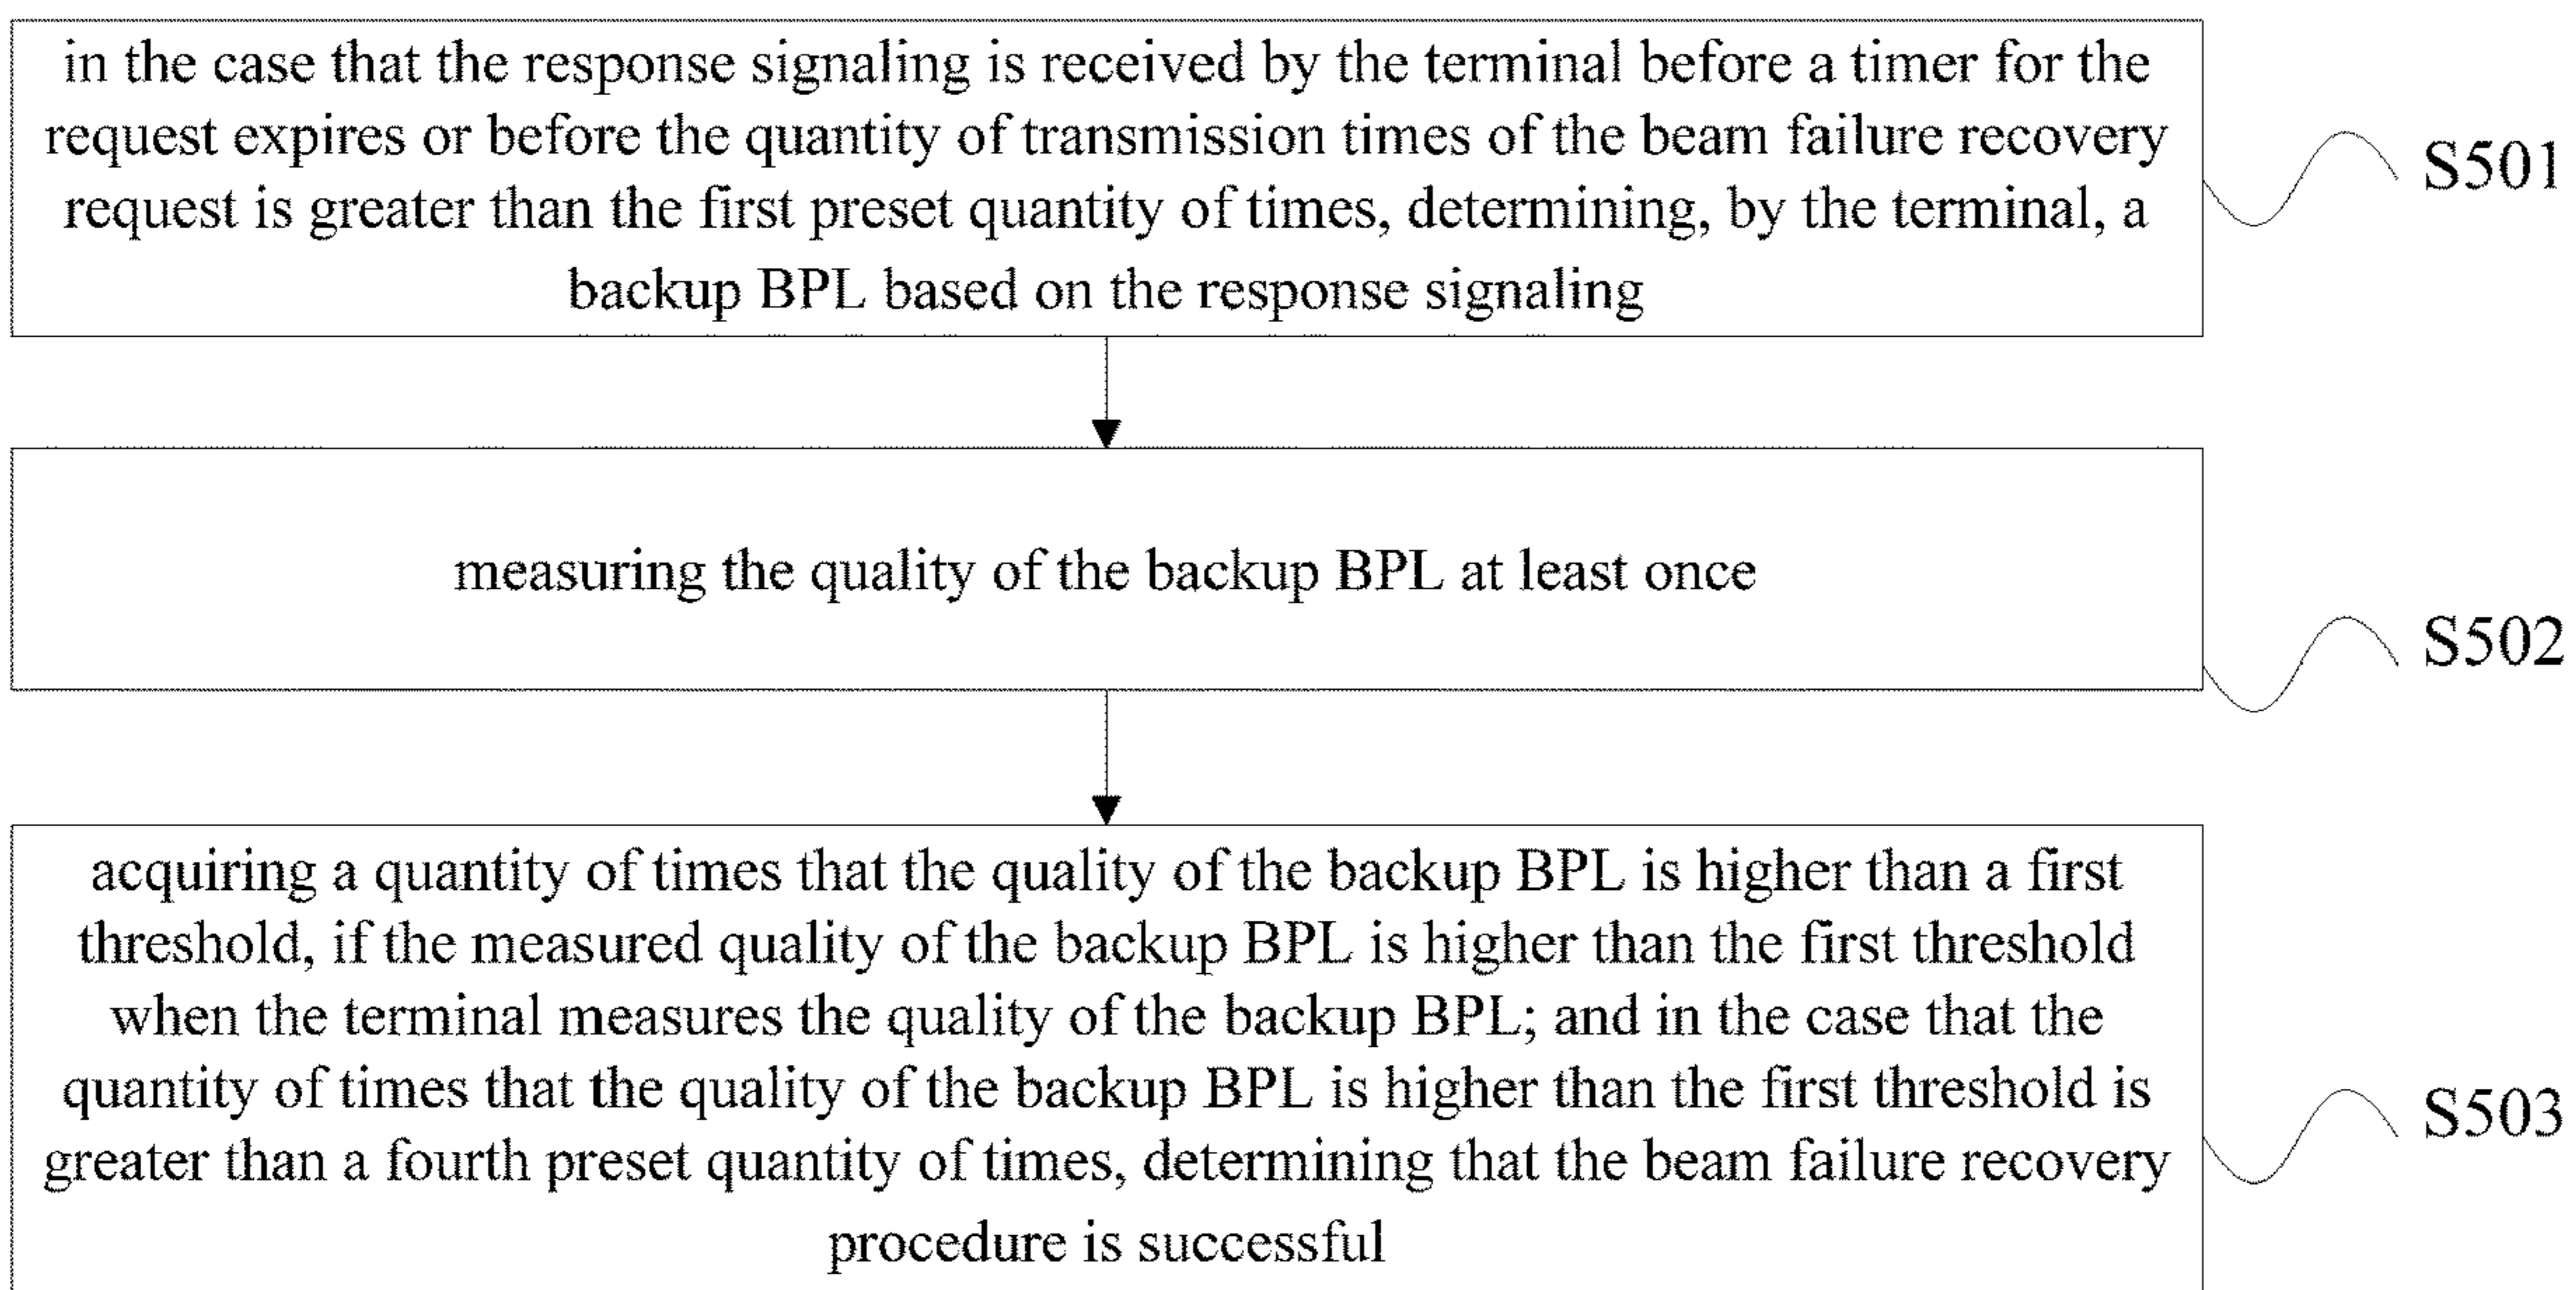 in the case that the response signaling is received by the terminal before a timer for the
request expires or before the quantity of transmission times of the beam failure recovery
request is greater than the first preset quantity of times, determining, by the terminal, a
backup BPL based on the response signaling
S501
measuring the quality of the backup BPL at least once
S502
acquiring a quantity of times that the quality of the backup BPL is higher than a first
threshold, if the measured quality of the backup BPL is higher than the first threshold
when the terminal measures the quality of the backup BPL; and in the case that the
quantity of times that the quality of the backup BPL is higher than the first threshold is
greater than a fourth preset quantity of times, determining that the beam failure recovery
procedure is successful
S503